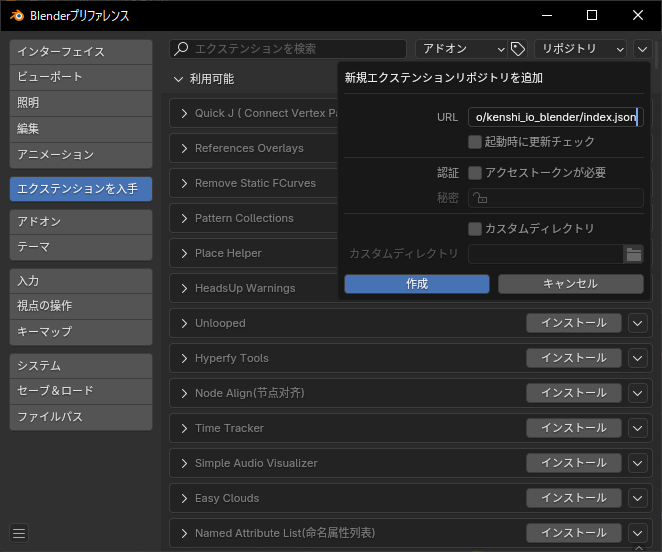 Blenderプリファレンス
インターフェイス
ビューポート
照明
編集
アニメーション
エクステンションを入手
アドオン
テーマ
入力
視点の操作
キーマップ
システム
セーブ＆ロード
ファイルパス
エクステンションを検索
アドオン
リポジトリ
利用可能
Quick J ( Connect Vertex Pa
References Overlays
Remove Static FCurves
Pattern Collections
Place Helper
HeadsUp Warnings
新規エクステンションリポジトリを追加
URL o/kenshi_io_blender/index.json
起動時に更新チェック
認証 アクセストークンが必要
秘密
カスタムディレクトリ
カスタムディレクトリ
作成 キャンセル
Unlooped インストール
Hyperfy Tools インストール
Node Align(节点对齐) インストール
Time Tracker インストール
Simple Audio Visualizer インストール
Easy Clouds インストール
Named Attribute List(命名属性列表) インストール